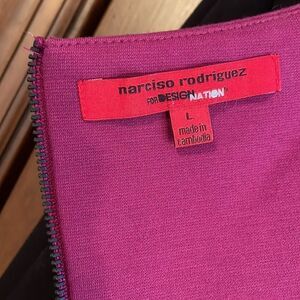 narciso rodriguez
FOR DESIGN NATION
L
made in
cambodia